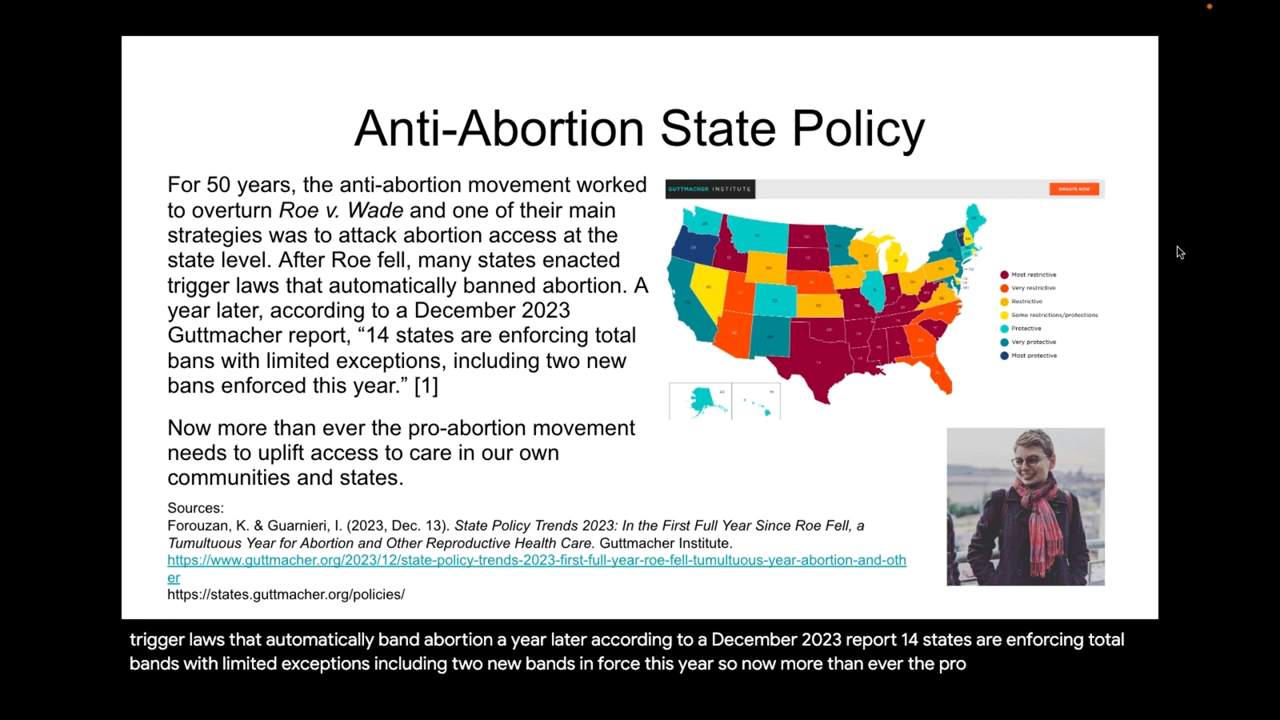 Anti-Abortion State Policy
For 50 years, the anti-abortion movement worked
to overturn Roe v. Wade and one of their main
strategies was to attack abortion access at the
state level. After Roe fell, many states enacted
trigger laws that automatically banned abortion. A
year later, according to a December 2023
Guttmacher report, “14 states are enforcing total
bans with limited exceptions, including two new
bans enforced this year.” [1]
Now more than ever the pro-abortion movement
needs to uplift access to care in our own
communities and states.
GUTTMACHER INSTITUTE
DONATE NOW
Most restrictive
Very restrictive
Restrictive
Some restrictions/protections
Protective
Very protective
Most protective
Sources:
Forouzan, K. & Guarnieri, I. (2023, Dec. 13). State Policy Trends 2023: In the First Full Year Since Roe Fell, a
Tumultuous Year for Abortion and Other Reproductive Health Care. Guttmacher Institute.
https://www.guttmacher.org/2023/12/state-policy-trends-2023-first-full-year-roe-fell-tumultuous-year-abortion-and-oth
er
https://states.guttmacher.org/policies/
trigger laws that automatically band abortion a year later according to a December 2023 report 14 states are enforcing total
bands with limited exceptions including two new bands in force this year so now more than ever the pro